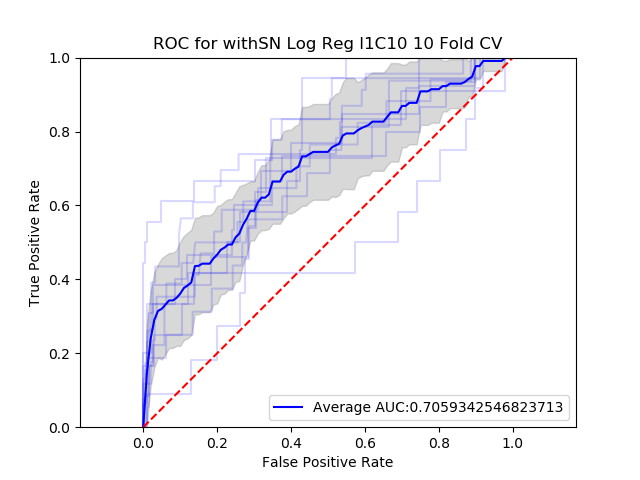 ROC for withSN Log Reg l1C10 10 Fold CV
True Positive Rate
1.0
0.8
0.6
0.4
0.2
0.0
Average AUC:0.7059342546823713
0.0 0.2 0.4 0.6 0.8 1.0
False Positive Rate